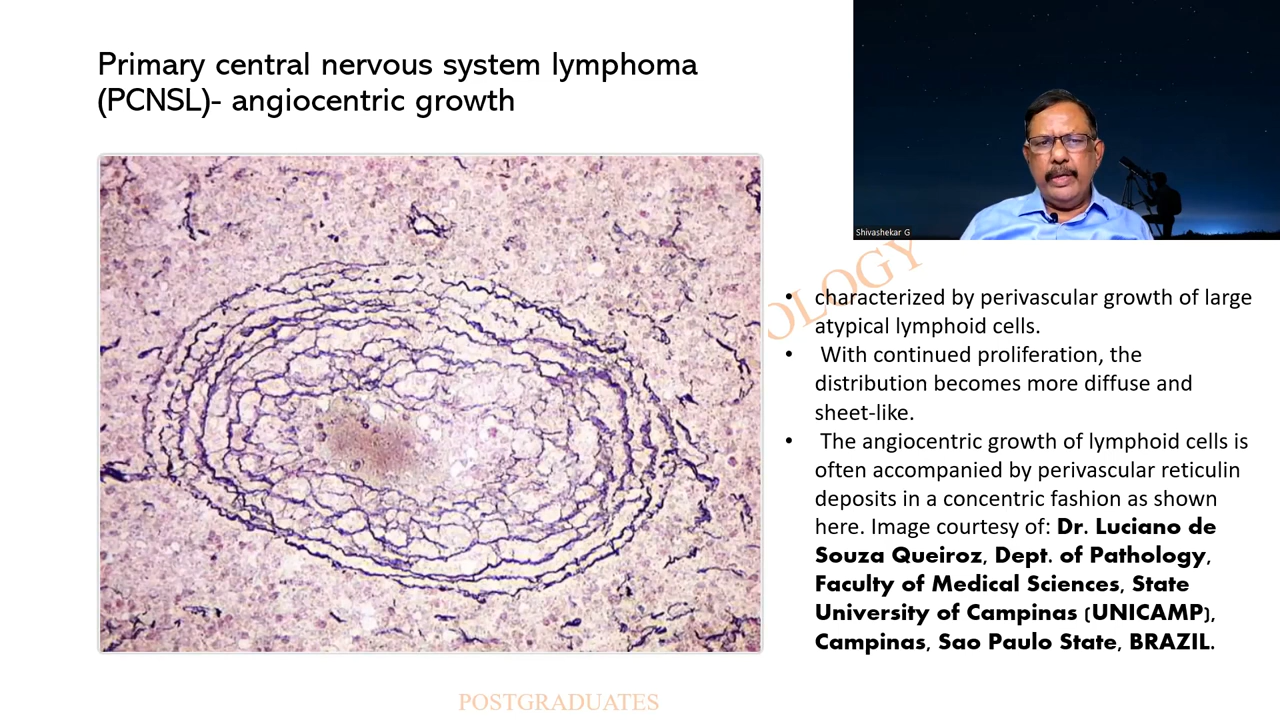 Primary central nervous system lymphoma
(PCNSL)- angiocentric growth
Shivashekar G
OLOGY
• characterized by perivascular growth of large
atypical lymphoid cells.
• With continued proliferation, the
distribution becomes more diffuse and
sheet-like.
• The angiocentric growth of lymphoid cells is
often accompanied by perivascular reticulin
deposits in a concentric fashion as shown
here. Image courtesy of: Dr. Luciano de
Souza Queiroz, Dept. of Pathology,
Faculty of Medical Sciences, State
University of Campinas (UNICAMP),
Campinas, Sao Paulo State, BRAZIL.
POSTGRADUATES